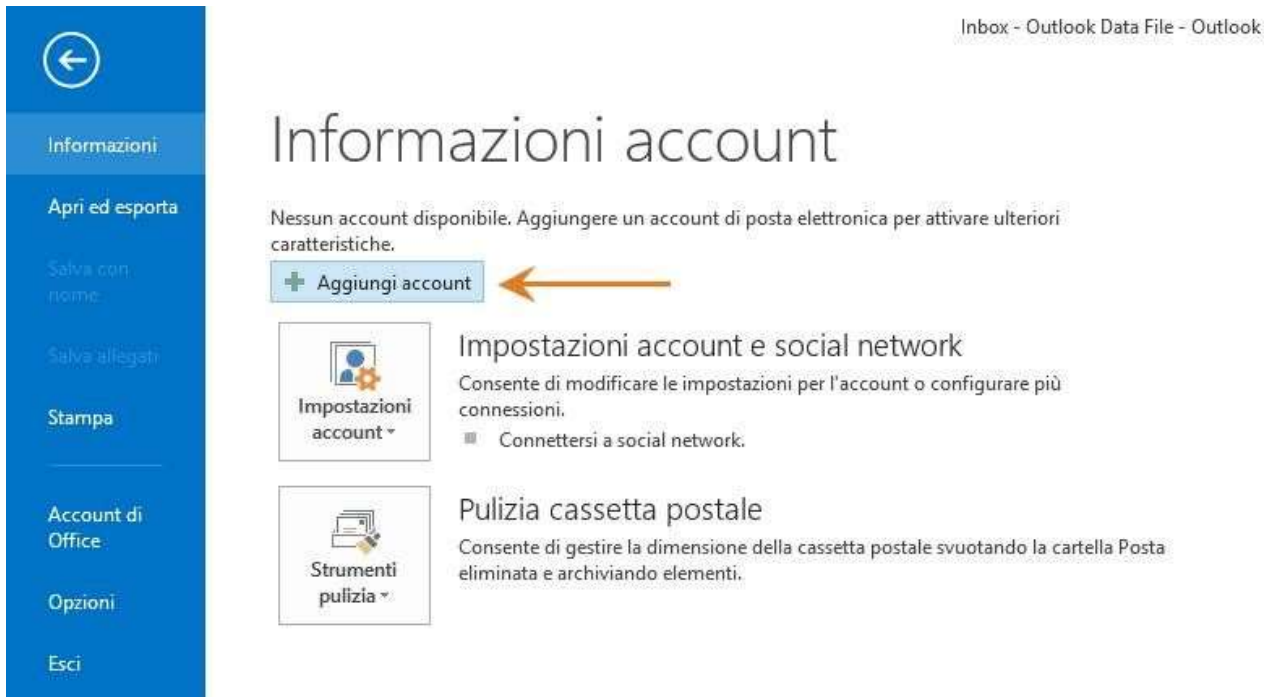 Inbox - Outlook Data File - Outlook
Informazioni
Apri ed esporta
Salva con
nome
Salva allegati
Stampa
Account di
Office
Opzioni
Esci
Informazioni account
Nessun account disponibile. Aggiungere un account di posta elettronica per attivare ulteriori
caratteristiche.
Aggiungi account
Impostazioni
account
Impostazioni account e social network
Consente di modificare le impostazioni per l'account o configurare più
connessioni.
Connettersi a social network.
Strumenti
pulizia
Pulizia cassetta postale
Consente di gestire la dimensione della cassetta postale svuotando la cartella Posta
eliminata e archiviando elementi.